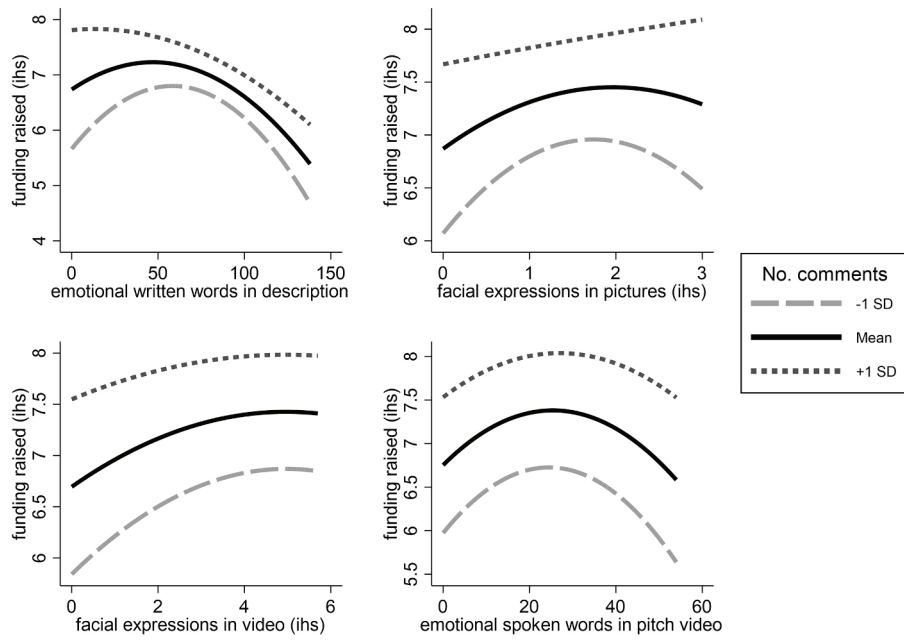 funding raised (ihs)
8
7
6
5
4
0 50 100 150
emotional written words in description
funding raised (ihs)
8
7.5
7
6.5
6
0 1 2 3
facial expressions in pictures (ihs)
No. comments
-1 SD
Mean
+1 SD
funding raised (ihs)
8
7.5
7
6.5
6
0 2 4 6
facial expressions in video (ihs)
funding raised (ihs)
8
7.5
7
6.5
6
5.5
0 20 40 60
emotional spoken words in pitch video